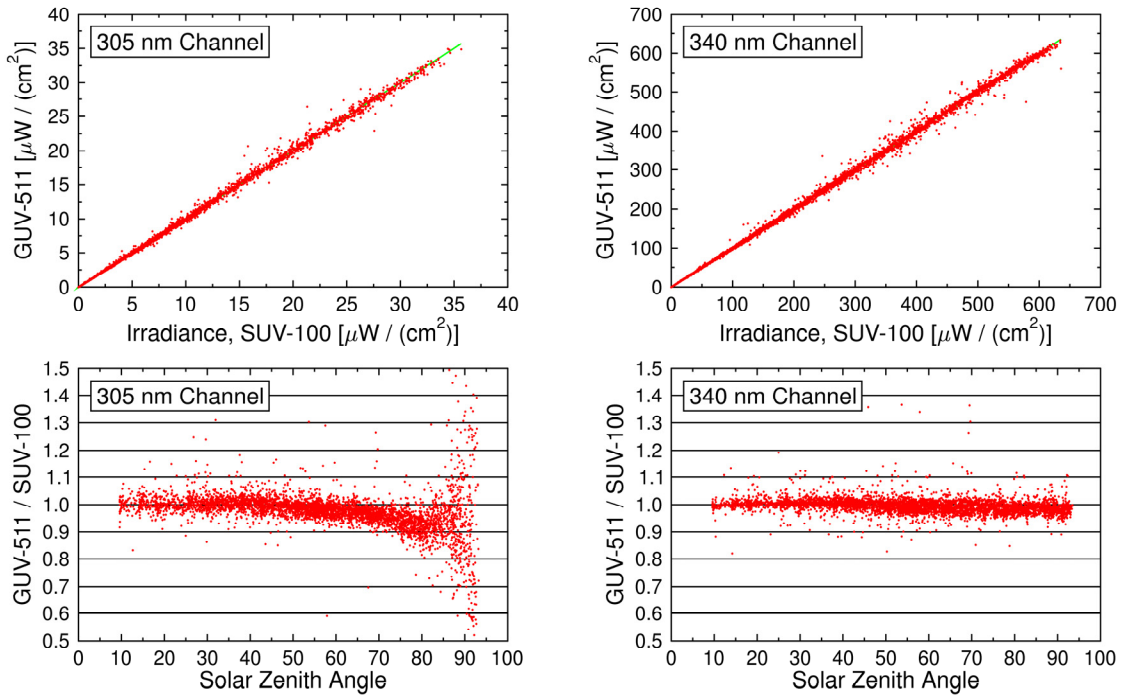 305 nm Channel
GUV-511 [μW / (cm²)]
40
35
30
25
20
15
10
5
0
0 5 10 15 20 25 30 35 40
Irradiance, SUV-100 [μW / (cm²)]
340 nm Channel
GUV-511 [μW / (cm²)]
700
600
500
400
300
200
100
0
0 100 200 300 400 500 600 700
Irradiance, SUV-100 [μW / (cm²)]
305 nm Channel
GUV-511 / SUV-100
1.5
1.4
1.3
1.2
1.1
1.0
0.9
0.8
0.7
0.6
0.5
0 10 20 30 40 50 60 70 80 90 100
Solar Zenith Angle
340 nm Channel
GUV-511 / SUV-100
1.5
1.4
1.3
1.2
1.1
1.0
0.9
0.8
0.7
0.6
0.5
0 10 20 30 40 50 60 70 80 90 100
Solar Zenith Angle